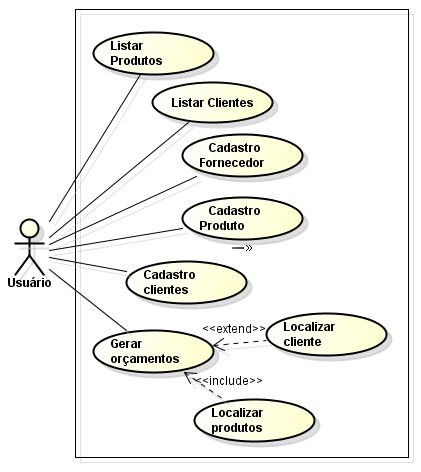 Listar
Produtos
Listar Clientes
Cadastro
Fornecedor
Cadastro
Produto
»
Usuário
Cadastro
clientes
Gerar
orçamentos
<<extend>>
Localizar
cliente
<<include>>
Localizar
produtos